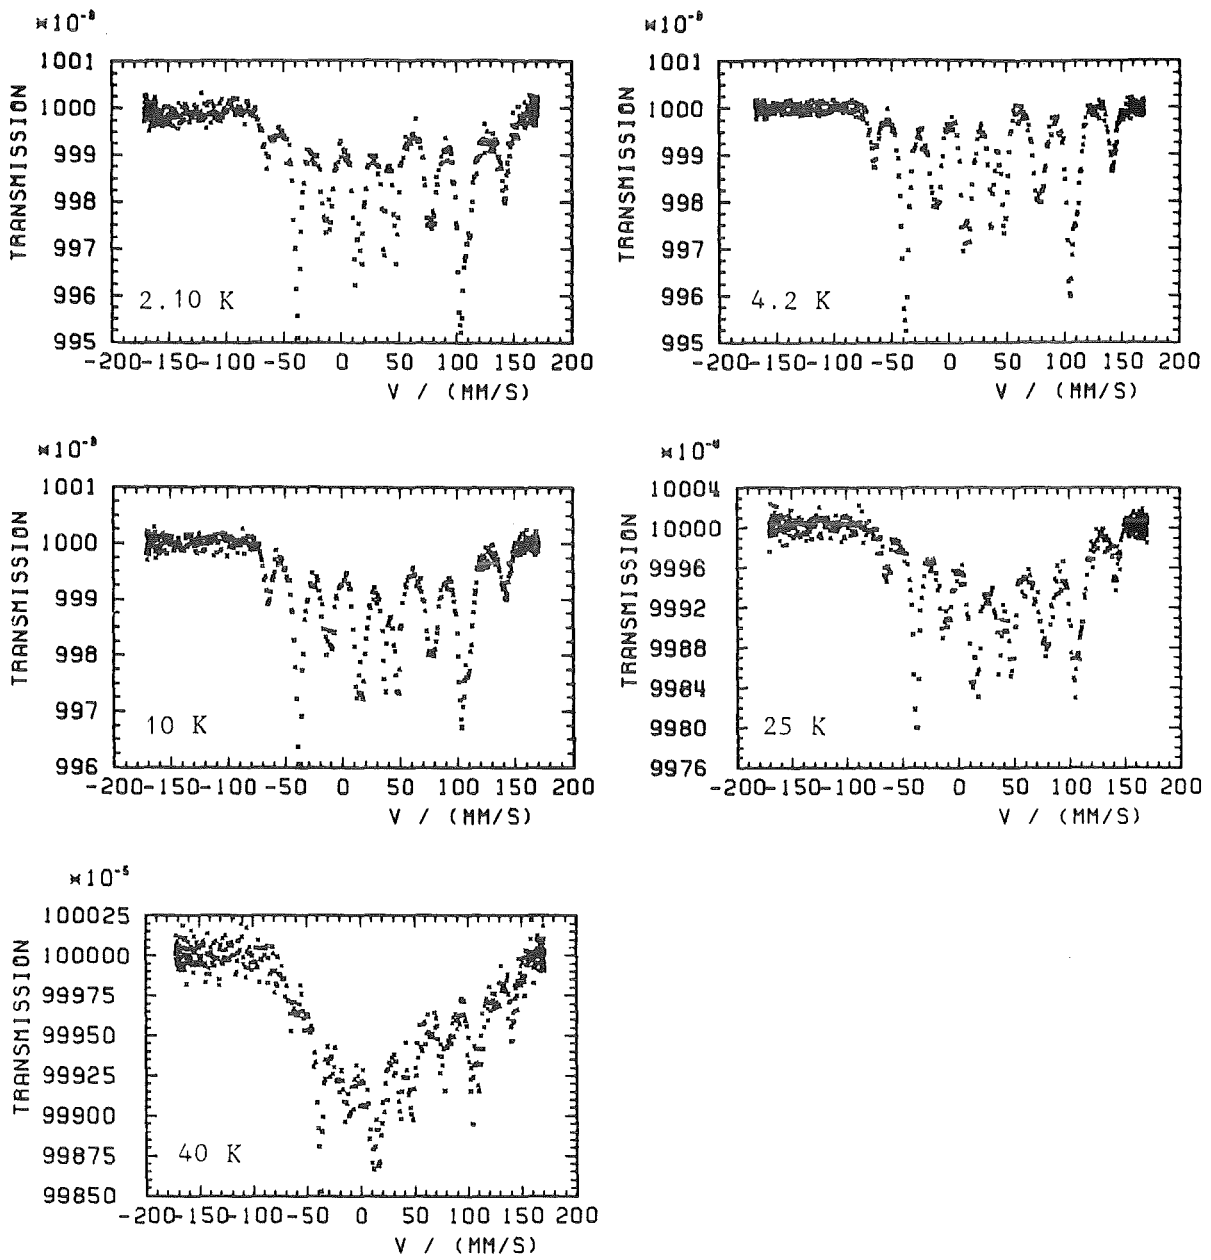 ×10⁻³
1001
1000
999
998
997
996
995
TRANSMISSION
2.10 K
-200-150-100 -50 0 50 100 150 200
V / (MM/S)
×10⁻³
1001
1000
999
998
997
996
995
TRANSMISSION
4.2 K
-200-150-100 -50 0 50 100 150 200
V / (MM/S)
×10⁻³
1001
1000
999
998
997
996
TRANSMISSION
10 K
-200-150-100 -50 0 50 100 150 200
V / (MM/S)
×10⁻⁴
10004
10000
9996
9992
9988
9984
9980
9976
TRANSMISSION
25 K
-200-150-100 -50 0 50 100 150 200
V / (MM/S)
×10⁻⁵
100025
100000
99975
99950
99925
99900
99875
99850
TRANSMISSION
40 K
-200-150-100 -50 0 50 100 150 200
V / (MM/S)